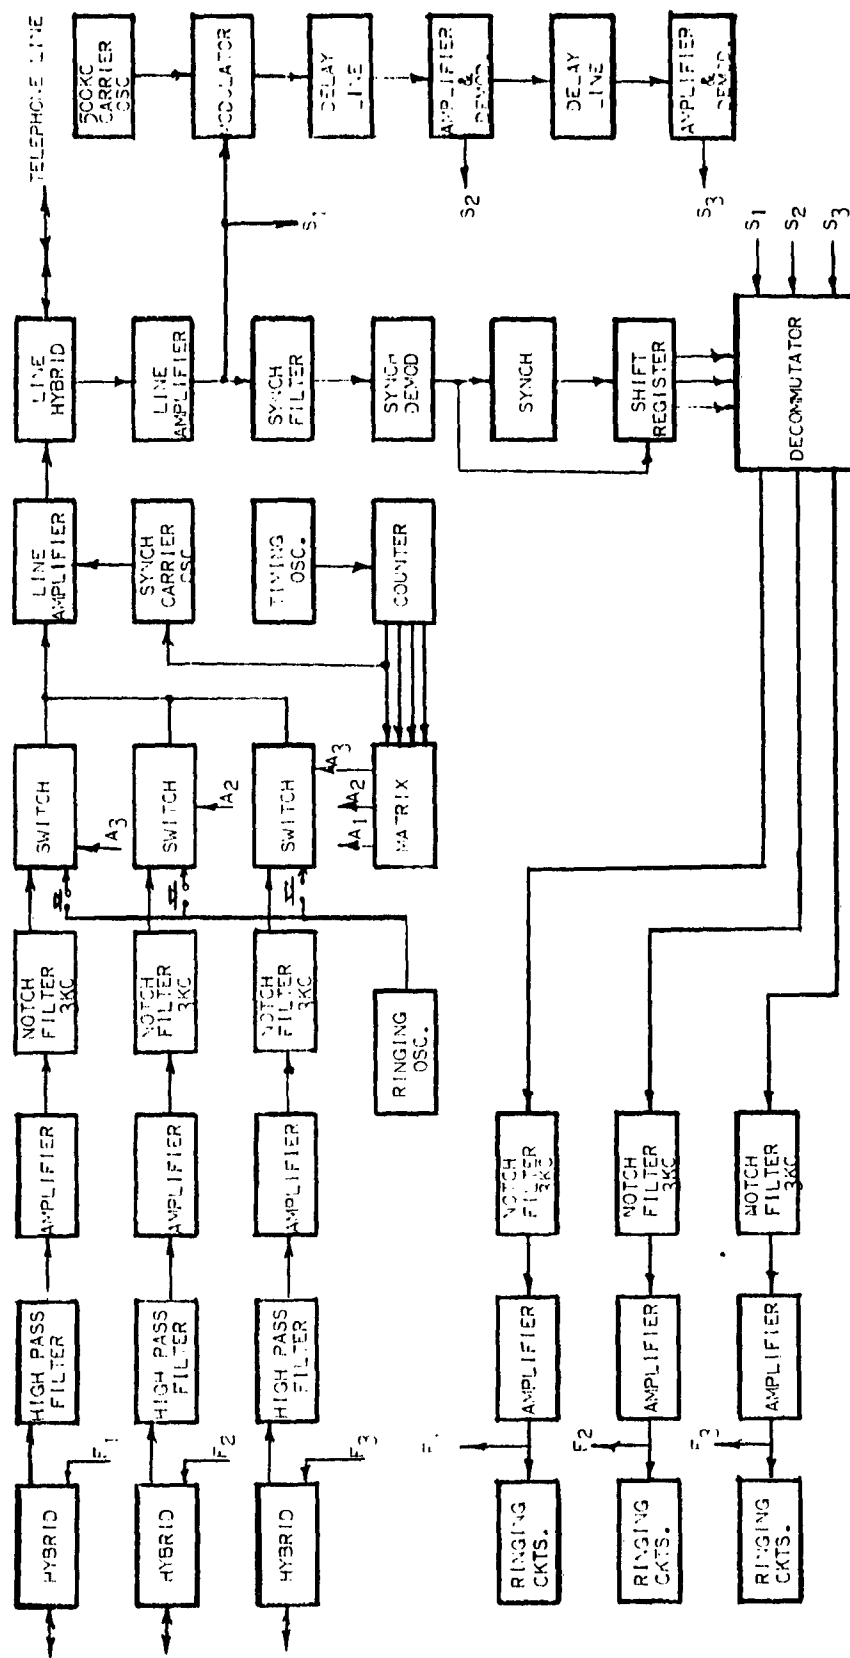 HYBRID
F1
HIGH PASS
FILTER
AMPLIFIER
NOTCH
FILTER
3KC
SWITCH
A3
LINE
AMPLIFIER
LINE
HYBRID
TELEPHONE LINE
HYBRID
F2
HIGH PASS
FILTER
AMPLIFIER
NOTCH
FILTER
3KC
SWITCH
A2
SYNCH
CARRIER
OSC.
LINE
AMPLIFIER
500KC
CARRIER
OSC
MODULATOR
DELAY
LINE
AMPLIFIER
&
DEMOD.
DELAY
LINE
AMPLIFIER
&
DEMOD.
HYBRID
F3
HIGH PASS
FILTER
AMPLIFIER
NOTCH
FILTER
3KC
SWITCH
TIMING
OSC.
SYNCH
FILTER
S1
S2
S3
RINGING
OSC.
A1
A2
A3
MATRIX
COUNTER
SYNCH
DEMOD
SYNCH
SHIFT
REGISTER
DECOMMUTATOR
S1
S2
S3
RINGING
CKTS.
AMPLIFIER
NOTCH
FILTER
3KC
F2
RINGING
CKTS.
AMPLIFIER
NOTCH
FILTER
3KC
F3
RINGING
CKTS.
AMPLIFIER
NOTCH
FILTER
3KC